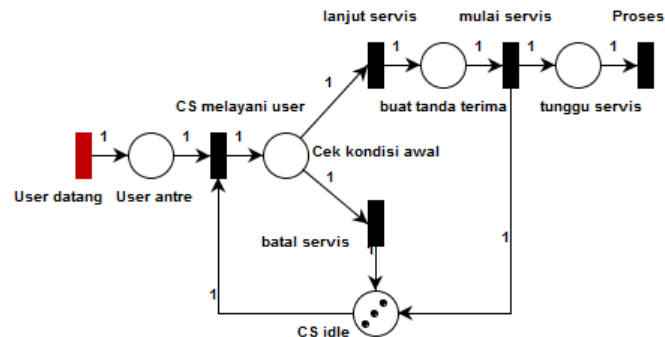 lanjut servis
mulai servis
Proses
1
1
1
1
1
buat tanda terima
tunggu servis
CS melayani user
1
1
1
1
Cek kondisi awal
User datang
User antre
1
batal servis
1
1
1
CS idle